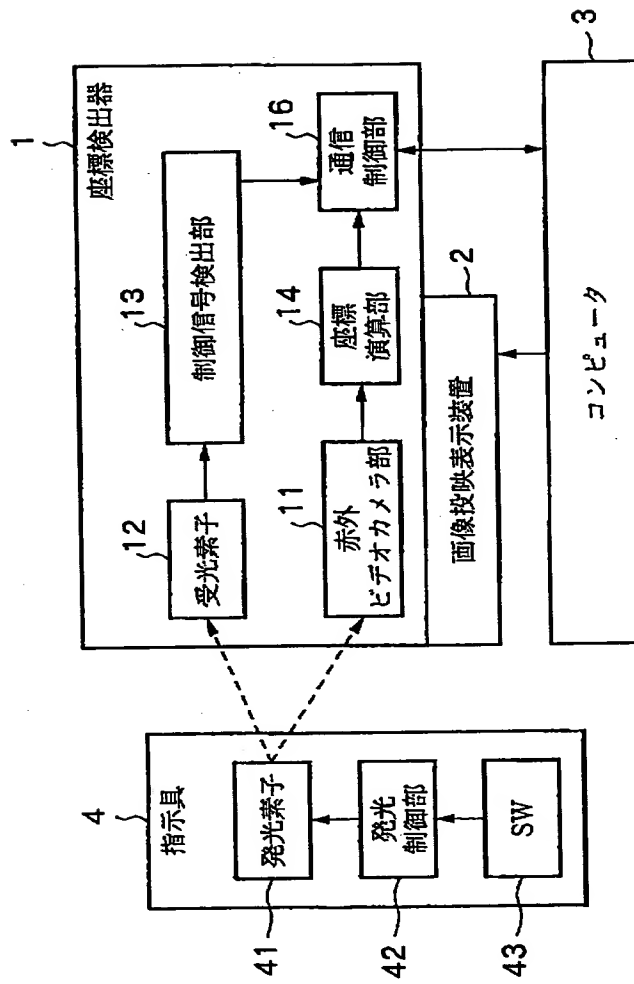 1
座標検出器
13
制御信号検出部
16
通信
制御部
12
受光素子
14
座標
演算部
11
赤外
ビデオカメラ部
2
画像投映表示装置
3
コンピュータ
4
指示具
41
発光素子
42
発光
制御部
43
SW